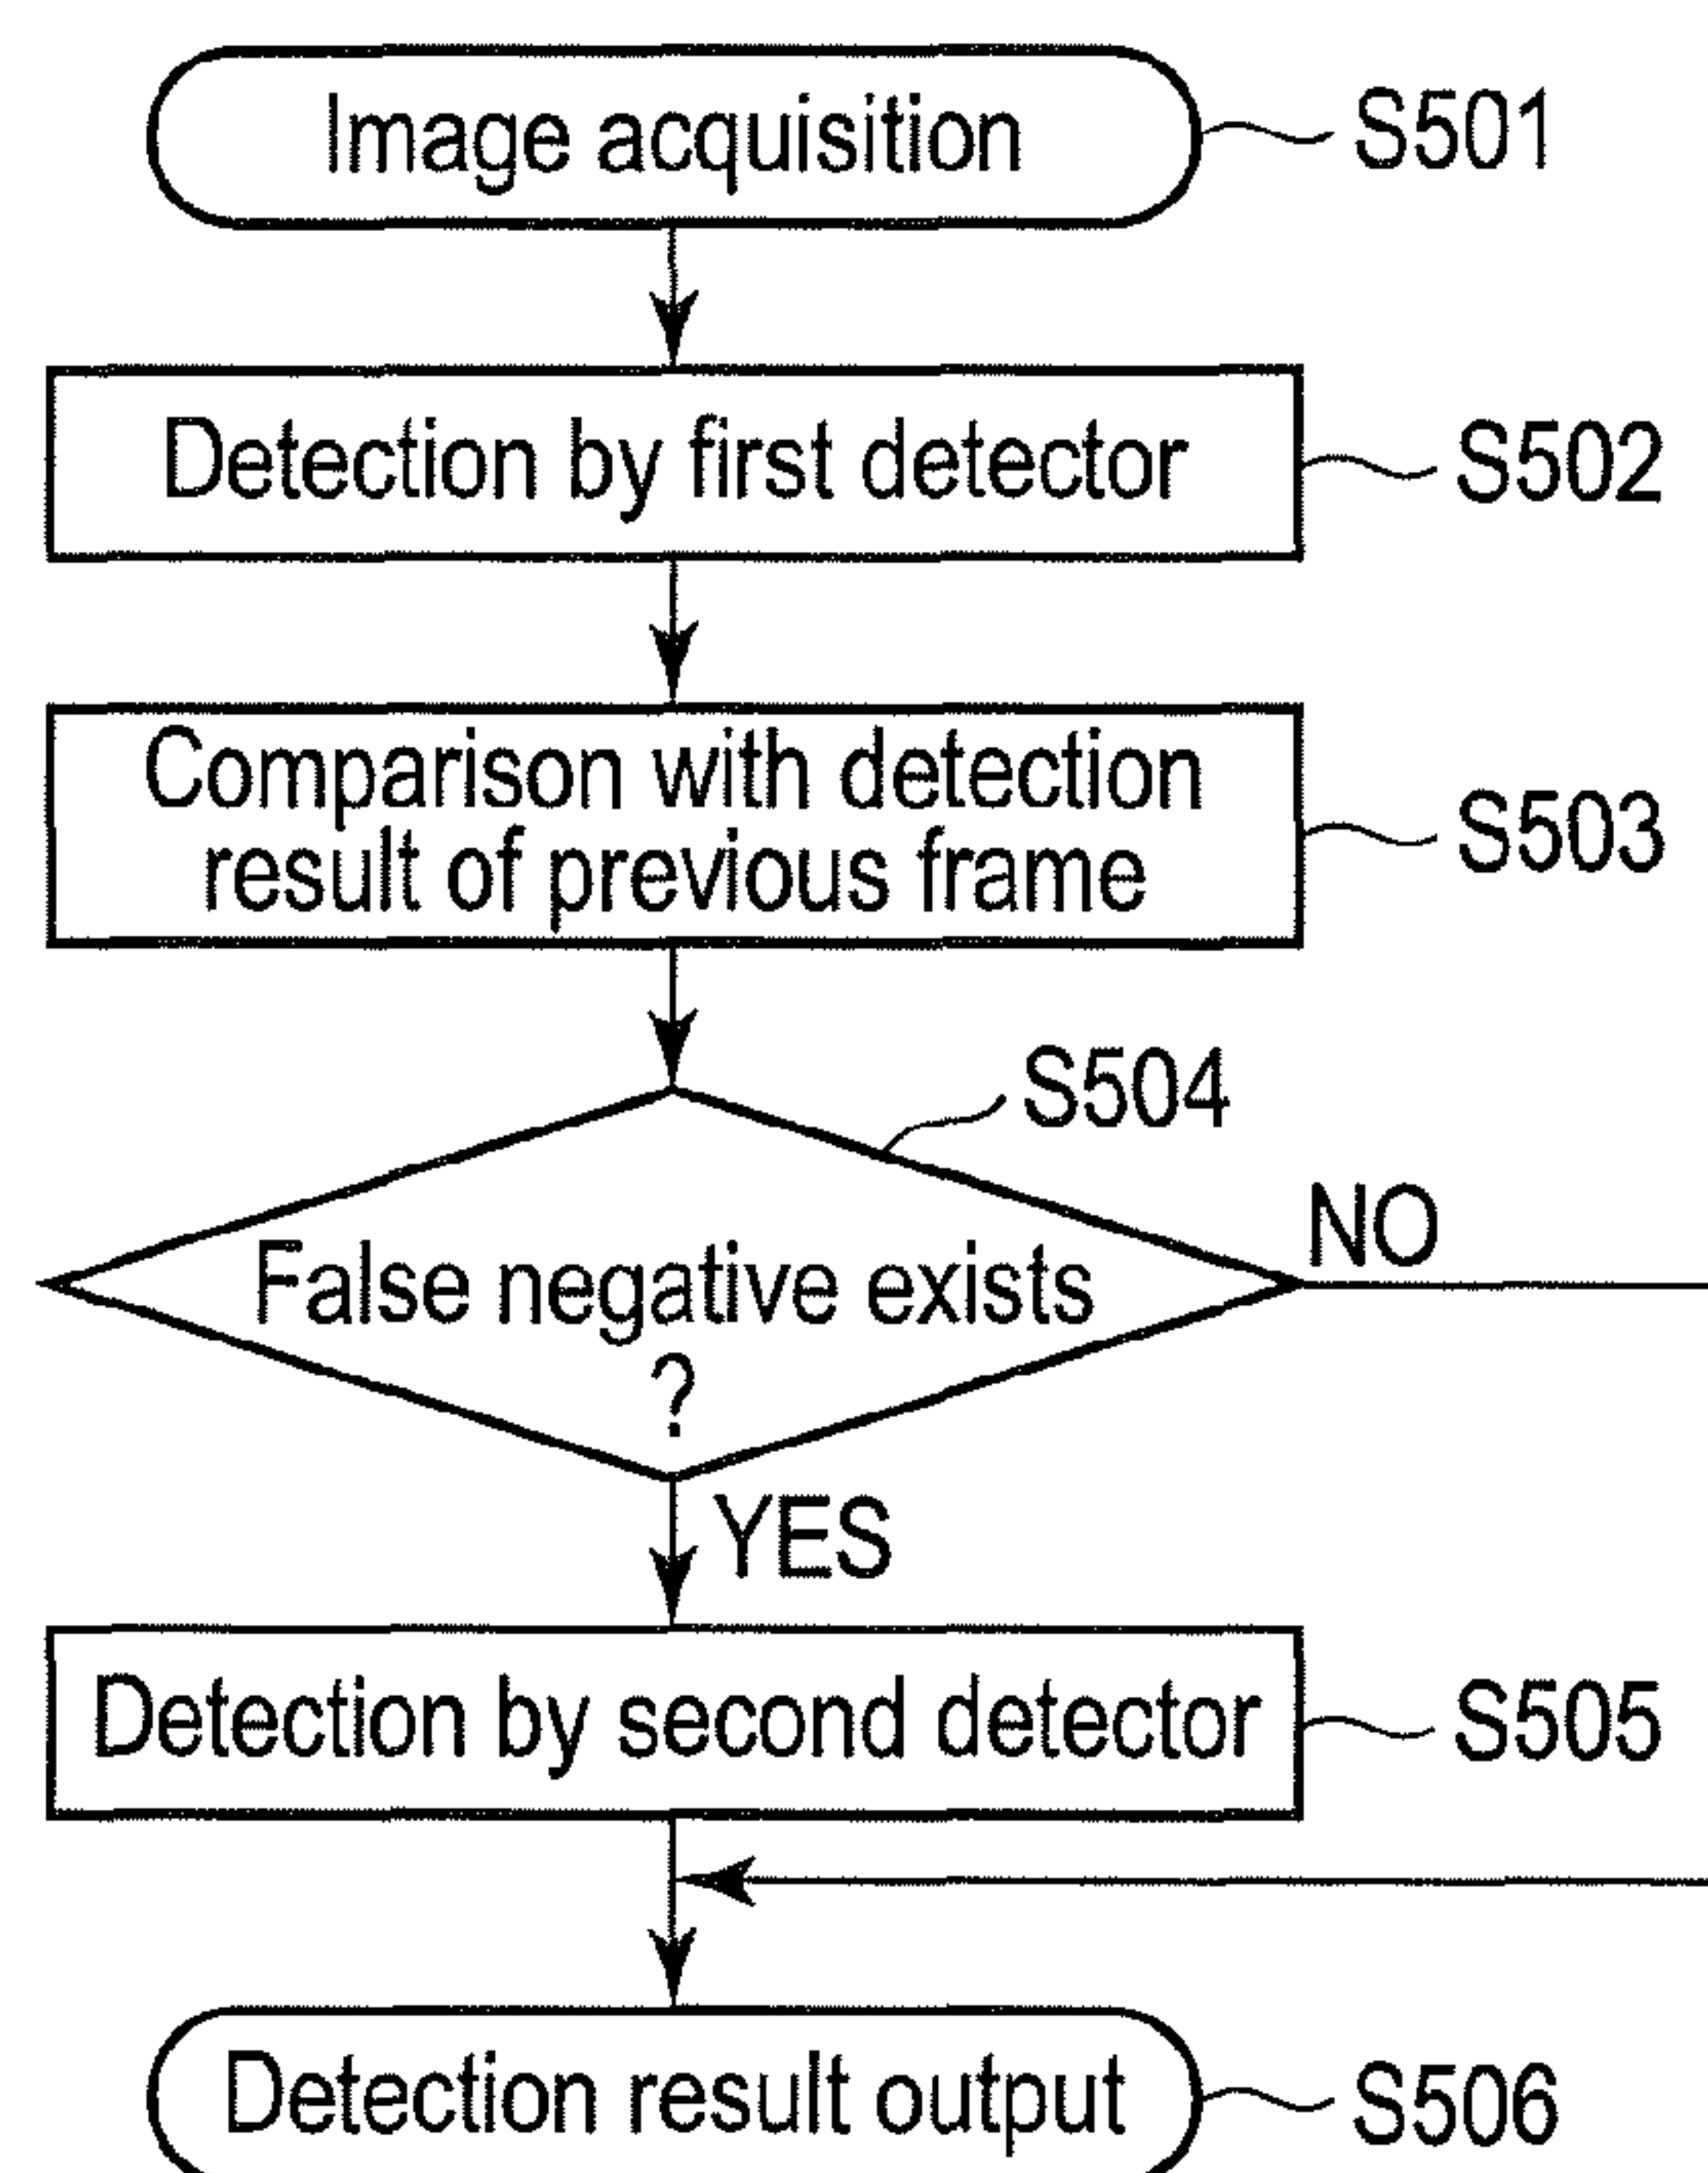 Image acquisition
S501
Detection by first detector
S502
Comparison with detection
result of previous frame
S503
S504
False negative exists
?
NO
YES
Detection by second detector
S505
Detection result output
S506